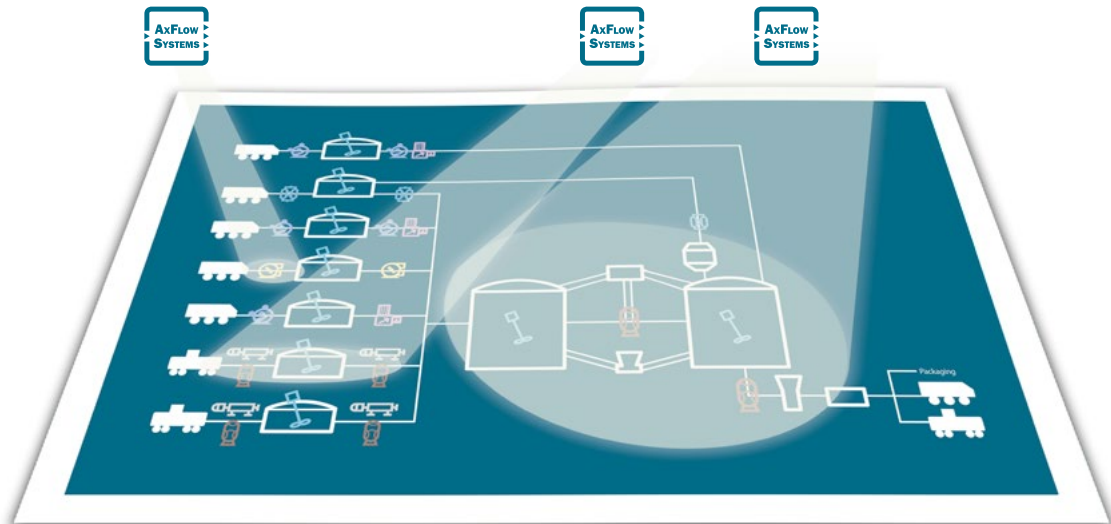 AxFlow
Systems
AxFlow
Systems
AxFlow
Systems
Packaging